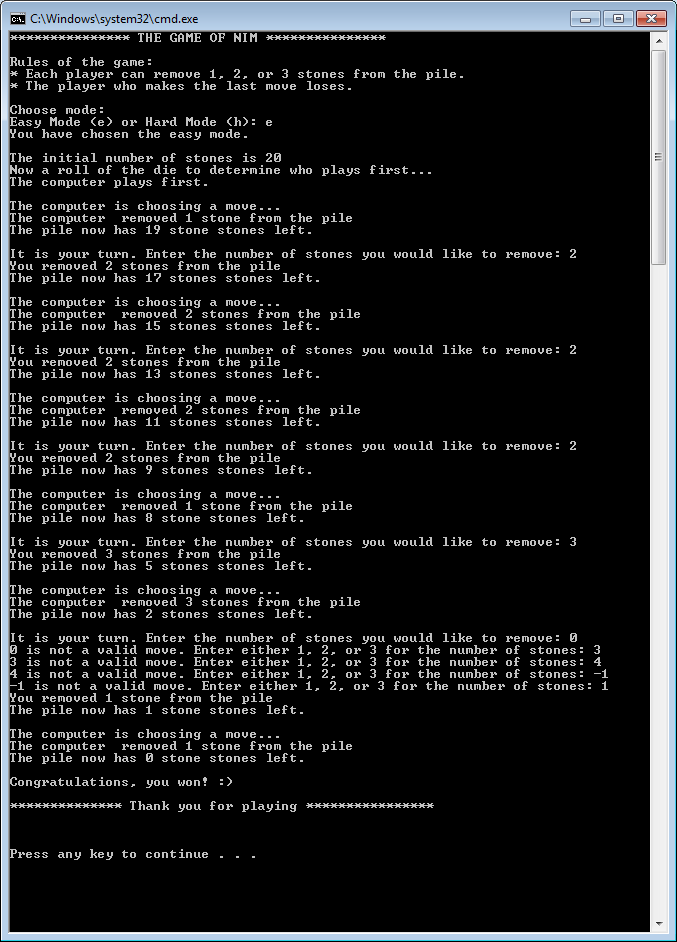 C:\Windows\system32\cmd.exe
*************** THE GAME OF NIM ***************
Rules of the game:
* Each player can remove 1, 2, or 3 stones from the pile.
* The player who makes the last move loses.
Choose mode:
Easy Mode (e) or Hard Mode (h): e
You have chosen the easy mode.
The initial number of stones is 20
Now a roll of the die to determine who plays first...
The computer plays first.
The computer is choosing a move...
The computer  removed 1 stone from the pile
The pile now has 19 stone stones left.
It is your turn. Enter the number of stones you would like to remove: 2
You removed 2 stones from the pile
The pile now has 17 stones stones left.
The computer is choosing a move...
The computer  removed 2 stones from the pile
The pile now has 15 stones stones left.
It is your turn. Enter the number of stones you would like to remove: 2
You removed 2 stones from the pile
The pile now has 13 stones stones left.
The computer is choosing a move...
The computer  removed 2 stones from the pile
The pile now has 11 stones stones left.
It is your turn. Enter the number of stones you would like to remove: 2
You removed 2 stones from the pile
The pile now has 9 stones stones left.
The computer is choosing a move...
The computer  removed 1 stone from the pile
The pile now has 8 stone stones left.
It is your turn. Enter the number of stones you would like to remove: 3
You removed 3 stones from the pile
The pile now has 5 stones stones left.
The computer is choosing a move...
The computer  removed 3 stones from the pile
The pile now has 2 stones stones left.
It is your turn. Enter the number of stones you would like to remove: 0
0 is not a valid move. Enter either 1, 2, or 3 for the number of stones: 3
3 is not a valid move. Enter either 1, 2, or 3 for the number of stones: 4
4 is not a valid move. Enter either 1, 2, or 3 for the number of stones: -1
-1 is not a valid move. Enter either 1, 2, or 3 for the number of stones: 1
You removed 1 stone from the pile
The pile now has 1 stone stones left.
The computer is choosing a move...
The computer  removed 1 stone from the pile
The pile now has 0 stone stones left.
Congratulations, you won! :)
************** Thank you for playing ****************
Press any key to continue . . .